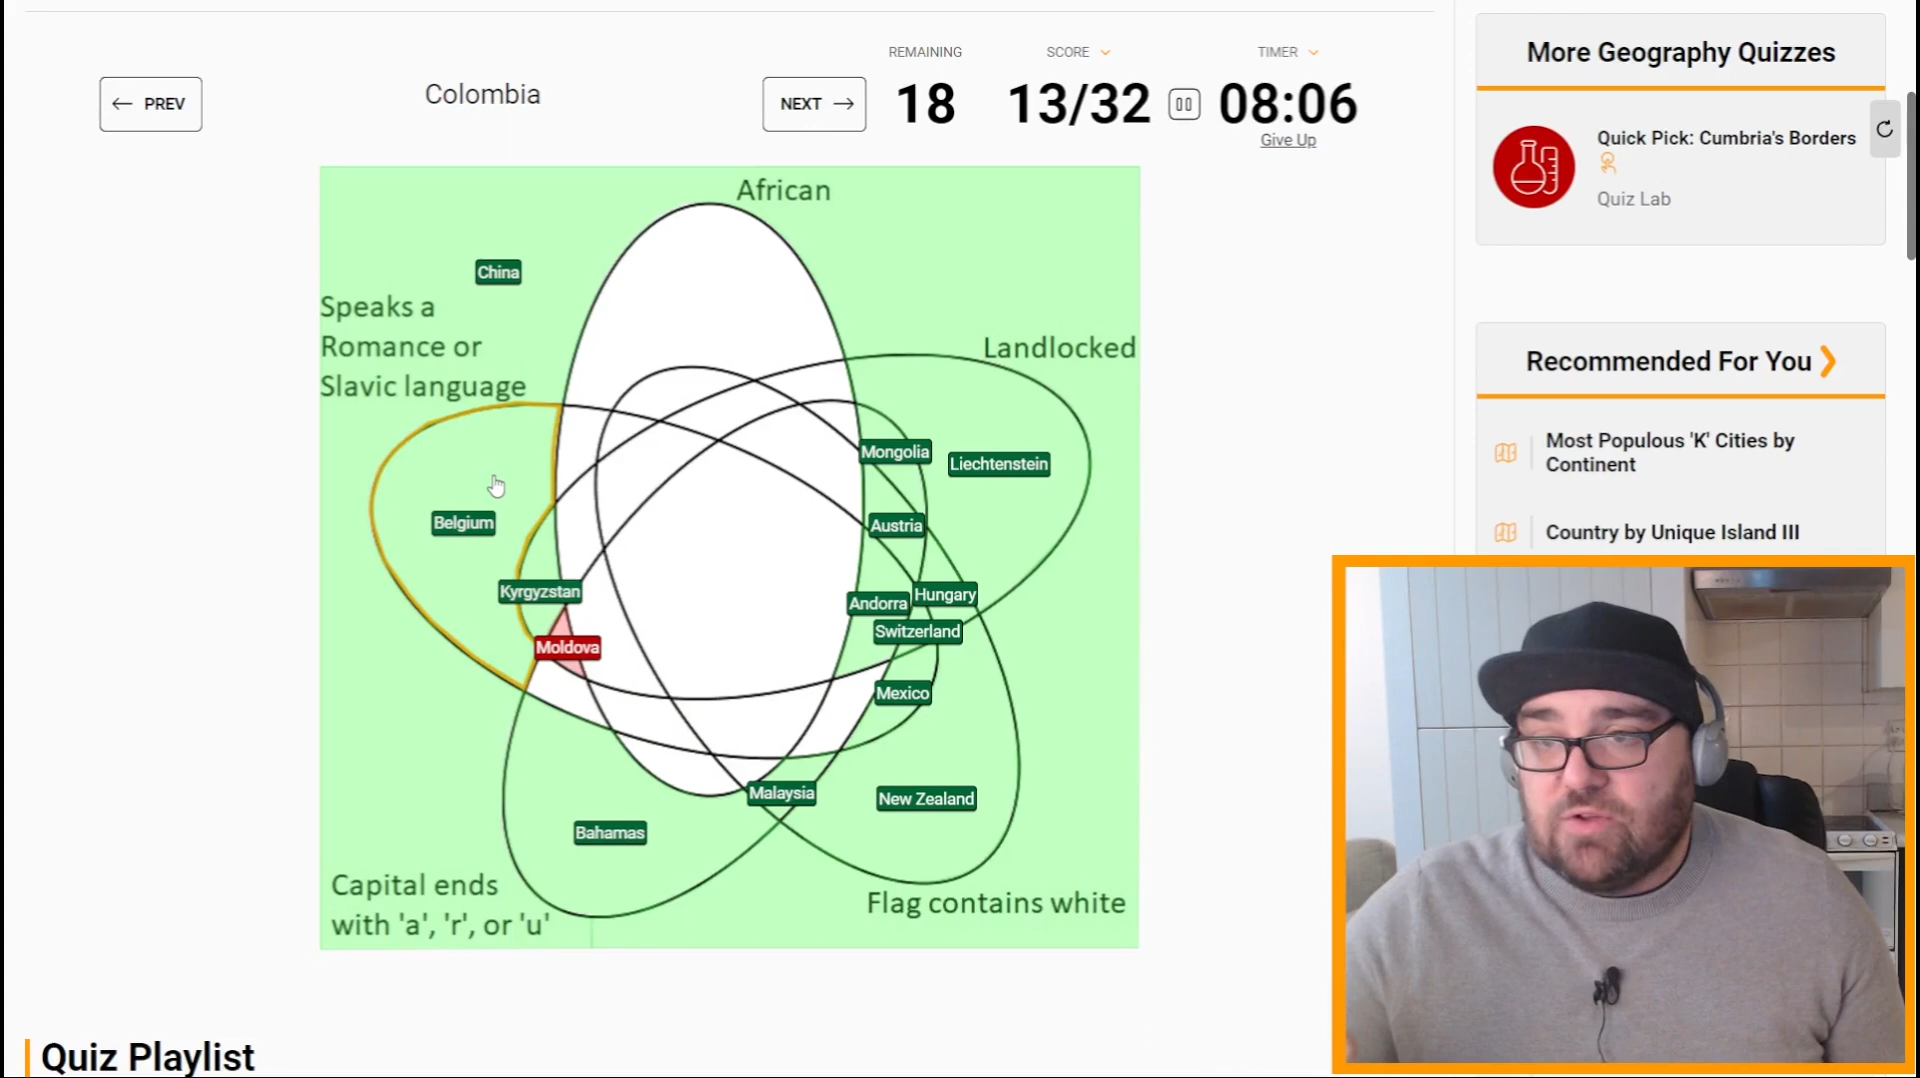 ← PREV
Colombia
NEXT →
REMAINING
18
SCORE
13/32
TIMER
08:06
Give Up
African
China
Speaks a
Romance or
Slavic language
Landlocked
Mongolia
Liechtenstein
Belgium
Austria
Kyrgyzstan
Andorra
Hungary
Switzerland
Moldova
Mexico
Malaysia
New Zealand
Bahamas
Capital ends
with 'a', 'r', or 'u'
Flag contains white
Quiz Playlist
More Geography Quizzes
Quick Pick: Cumbria's Borders
Quiz Lab
Recommended For You
Most Populous 'K' Cities by
Continent
Country by Unique Island III